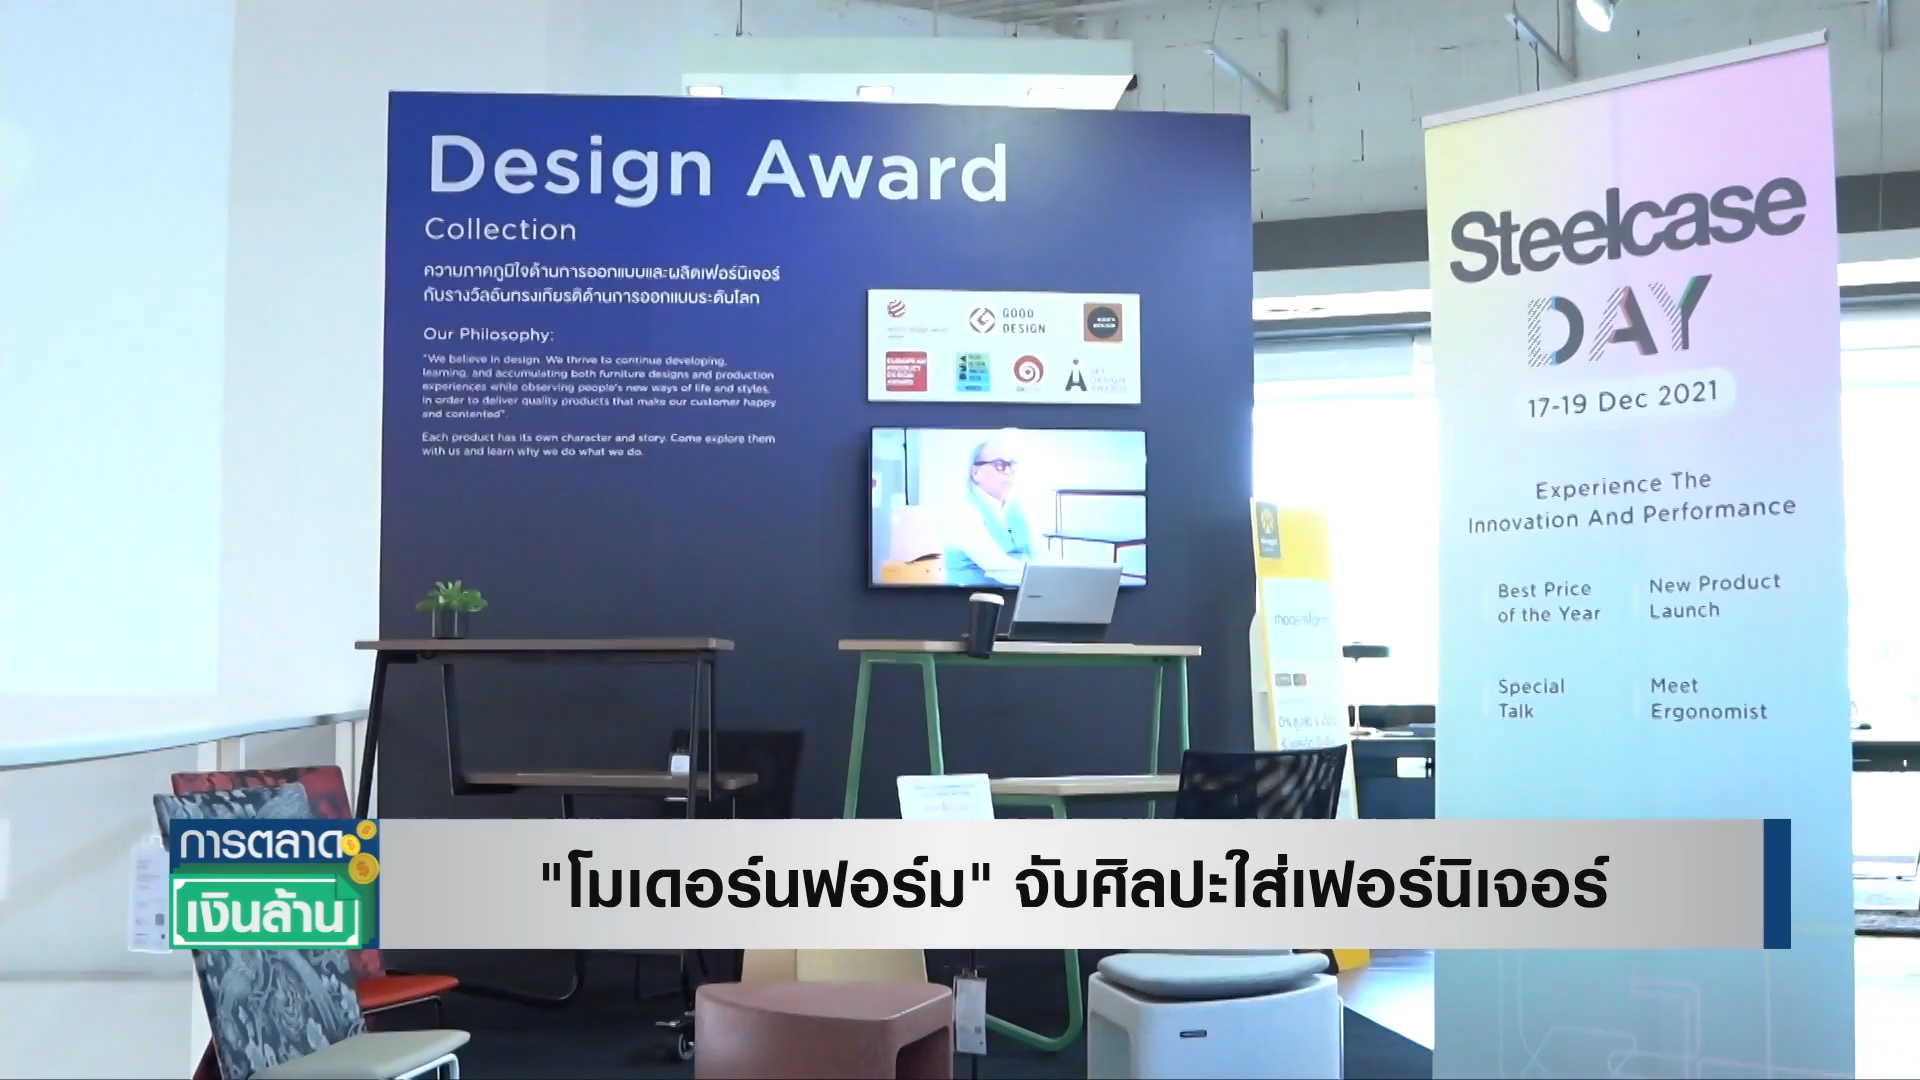 Design Award
Collection
ความภาคภูมิใจด้านการออกแบบและผลิตเฟอร์นิเจอร์
กับรางวัลอันทรงเกียรติด้านการออกแบบระดับโลก
Our Philosophy:
"We believe in design. We thrive to continue developing,
learning, and accumulating both furniture designs and production
experiences while observing people's new ways of life and styles,
in order to deliver quality products that make our customer happy
and contented".
Each product has its own character and story. Come explore them
with us and learn why we do what we do.
GOOD
DESIGN
EUROPEAN
PRODUCT
DESIGN
AWARD
Steelcase
DAY
17-19 Dec 2021
Experience The
Innovation And Performance
Best Price
of the Year
New Product
Launch
Special
Talk
Meet
Ergonomist
modernform
การตลาด
เงินล้าน
"โมเดอร์นฟอร์ม" จับศิลปะใส่เฟอร์นิเจอร์